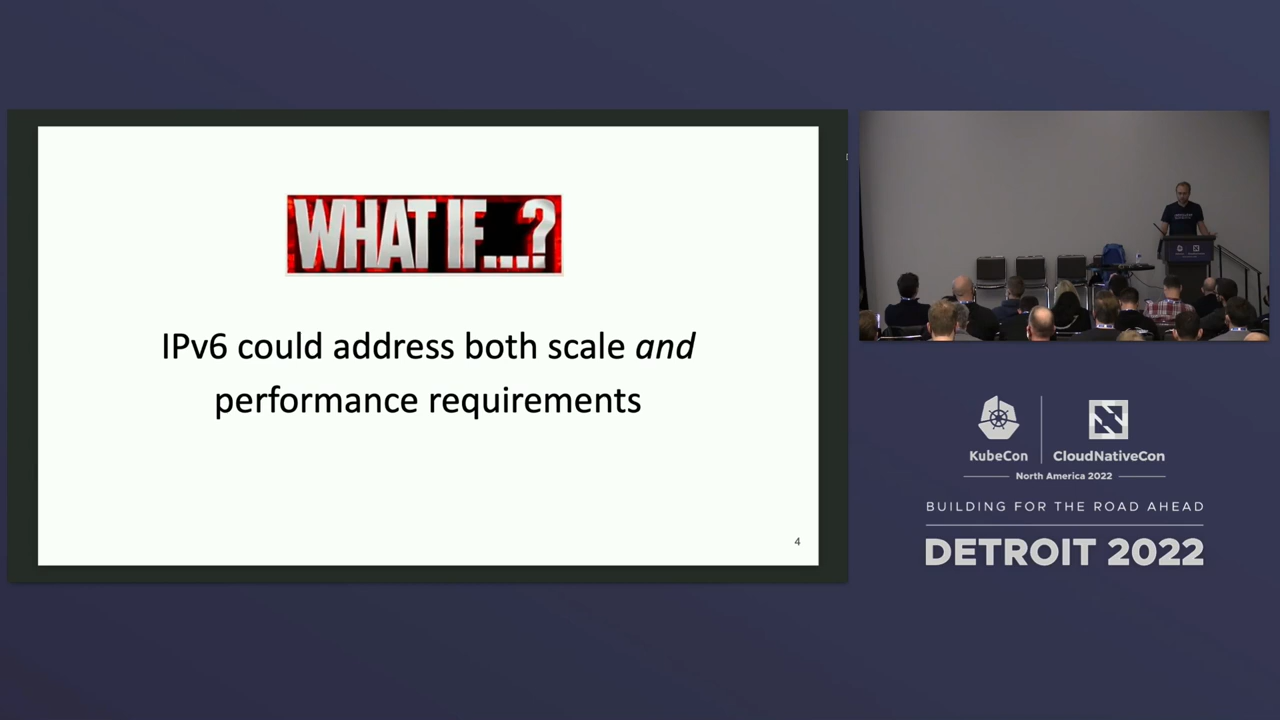 WHAT IF...?
IPv6 could address both scale and
performance requirements
4
KubeCon
CloudNativeCon
North America 2022
BUILDING FOR THE ROAD AHEAD
DETROIT 2022